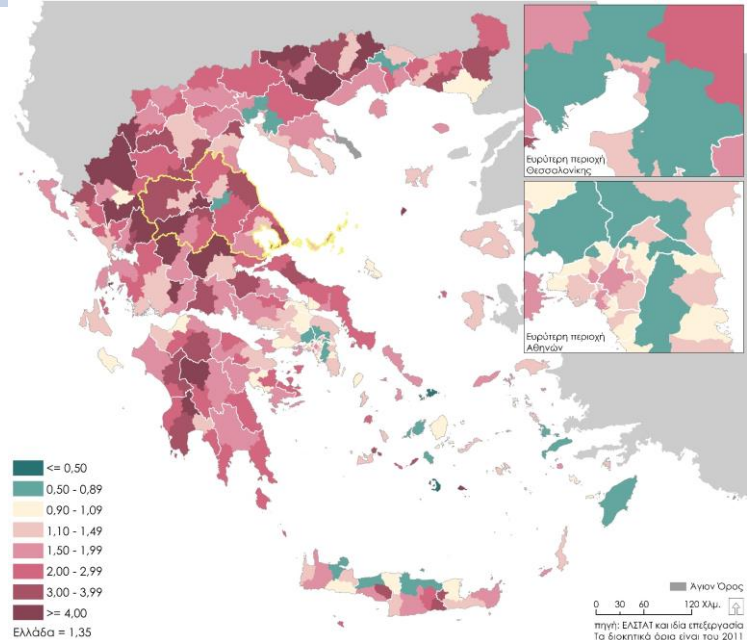 Ευρύτερη περιοχή
Θεσσαλονίκης
Ευρύτερη περιοχή
Αθηνών
<= 0,50
0,50 - 0,89
0,90 - 1,09
1,10 - 1,49
1,50 - 1,99
2,00 - 2,99
3,00 - 3,99
>= 4,00
Ελλάδα = 1,35
Άγιον Όρος
0 30 60 120 Χλμ.
πηγή: ΕΛΣΤΑΤ και ιδία επεξεργασία
Τα διοικητικά όρια είναι του 2011